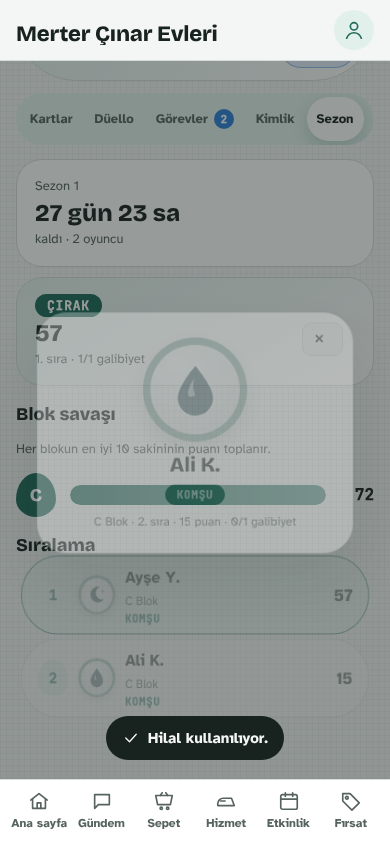 Merter Çınar Evleri
Kartlar Düello Görevler 2 Kimlik Sezon
Sezon 1
27 gün 23 sa
kaldı · 2 oyuncu
ÇIRAK
57
1. sıra · 1/1 galibiyet
×
Blok savaşı
Her blokun en iyi 10 sakininin puanı toplanır.
Ali K.
C 72
KOMŞU
C Blok · 2. sıra · 15 puan · 0/1 galibiyet
Sıralama
1 Ayşe Y. 57
C Blok
KOMŞU
2 Ali K. 15
C Blok
KOMŞU
Hilal kullanılıyor.
Ana sayfa Gündem Sepet Hizmet Etkinlik Fırsat